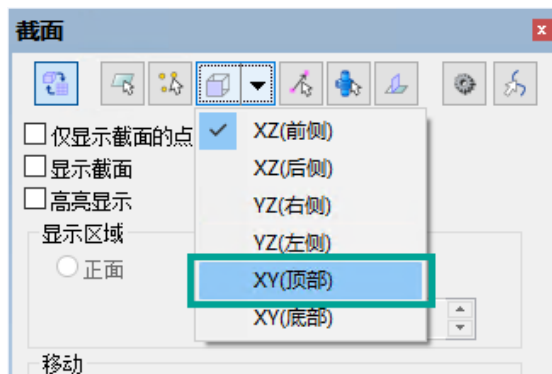 截面
仅显示截面的点
显示截面
高亮显示
显示区域
正面
XZ(前侧)
XZ(后侧)
YZ(右侧)
YZ(左侧)
XY(顶部)
XY(底部)
移动